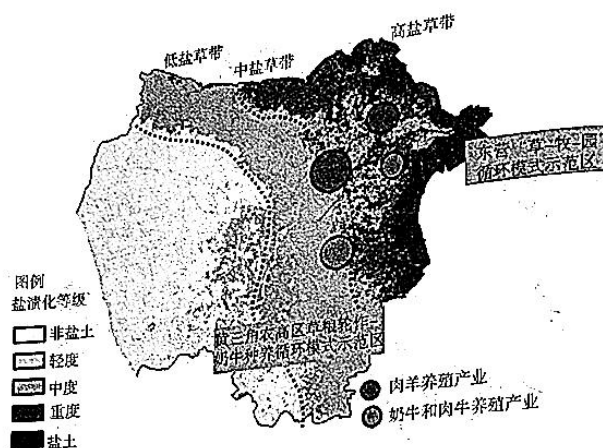 低盐草带
中盐草带
高盐草带
东营"草-牧-园"
循环模式示范区
黄三角农高区草粮轮作-
奶牛种养循环模式示范区
图例
盐渍化等级
非盐土
轻度
中度
重度
盐土
肉羊养殖产业
奶牛和肉牛养殖产业